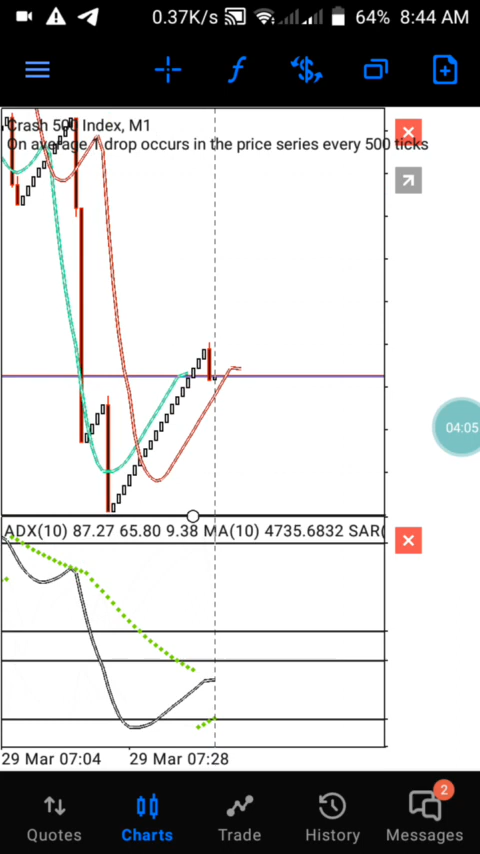 0.37K/s 64% 8:44 AM
f
$
Crash 500 Index, M1
On average 1 drop occurs in the price series every 500 ticks
04:05
ADX(10) 87.27 65.80 9.38 MA(10) 4735.6832 SAR(
29 Mar 07:04 29 Mar 07:28
2
Quotes Charts Trade History Messages